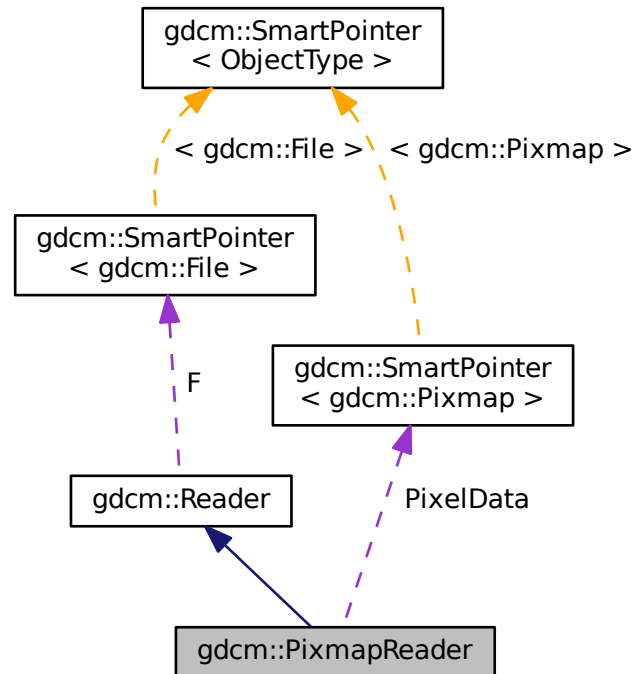 gdcm::SmartPointer
< ObjectType >
< gdcm::File >
< gdcm::Pixmap >
gdcm::SmartPointer
< gdcm::File >
gdcm::SmartPointer
< gdcm::Pixmap >
F
gdcm::Reader
PixelData
gdcm::PixmapReader